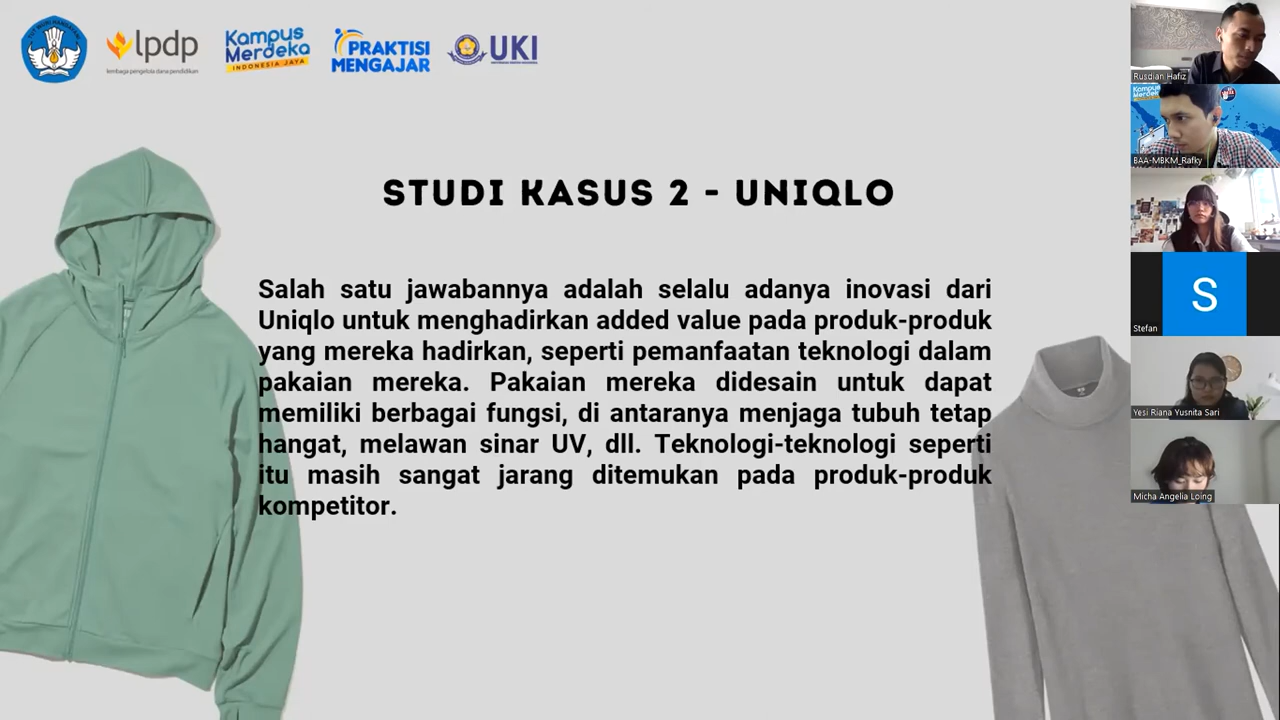 lpdp
lembaga pengelola dana pendidikan
Kampus
Merdeka
INDONESIA JAYA
PRAKTISI
MENGAJAR
UKI
STUDI KASUS 2 - UNIQLO
Salah satu jawabannya adalah selalu adanya inovasi dari
Uniqlo untuk menghadirkan added value pada produk-produk
yang mereka hadirkan, seperti pemanfaatan teknologi dalam
pakaian mereka. Pakaian mereka didesain untuk dapat
memiliki berbagai fungsi, di antaranya menjaga tubuh tetap
hangat, melawan sinar UV, dll. Teknologi-teknologi seperti
itu masih sangat jarang ditemukan pada produk-produk
kompetitor.
Rusdian Hafiz
Kampus
Merdeka
BAA-MBKM_Rafky
S
Stefan
Yesi Riana Yusnita Sari
Micha Angelia Loing